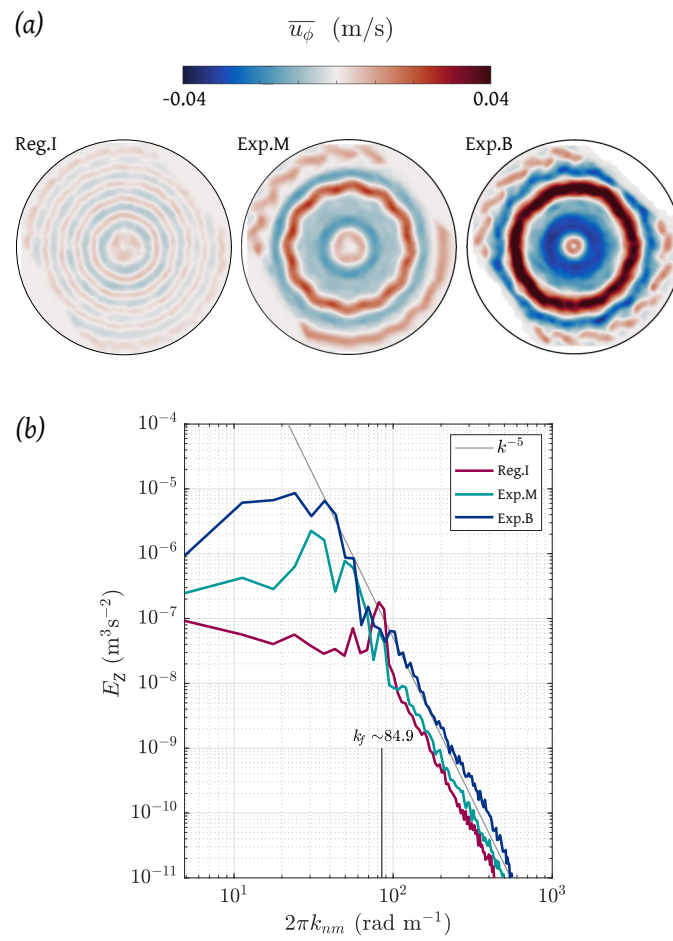 (a)
$\overline{u_\phi}$ (m/s)
-0.04 0.04
Reg.I Exp.M Exp.B
(b)
$10^{-4}$
$10^{-5}$
$10^{-6}$
$10^{-7}$
$10^{-8}$
$10^{-9}$
$10^{-10}$
$10^{-11}$
$E_Z$ (m$^3$s$^{-2}$)
$k^{-5}$
Reg.I
Exp.M
Exp.B
$k_f$ ~84.9
$10^1$ $10^2$ $10^3$
$2\pi k_{nm}$ (rad m$^{-1}$)